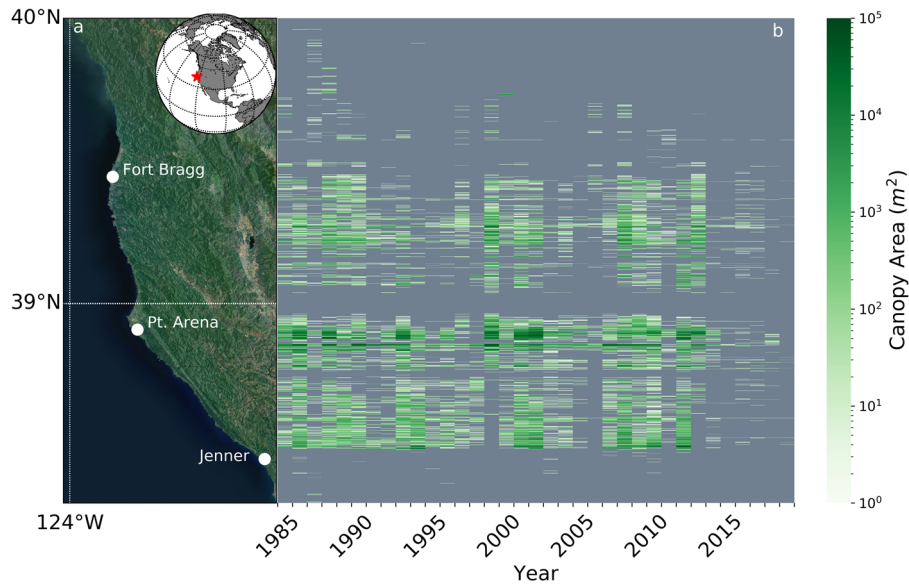 40°N
a
b
Fort Bragg
39°N
Pt. Arena
Jenner
124°W
1985
1990
1995
2000
2005
2010
2015
Year
10⁵
10⁴
10³
10²
10¹
10⁰
Canopy Area (m²)